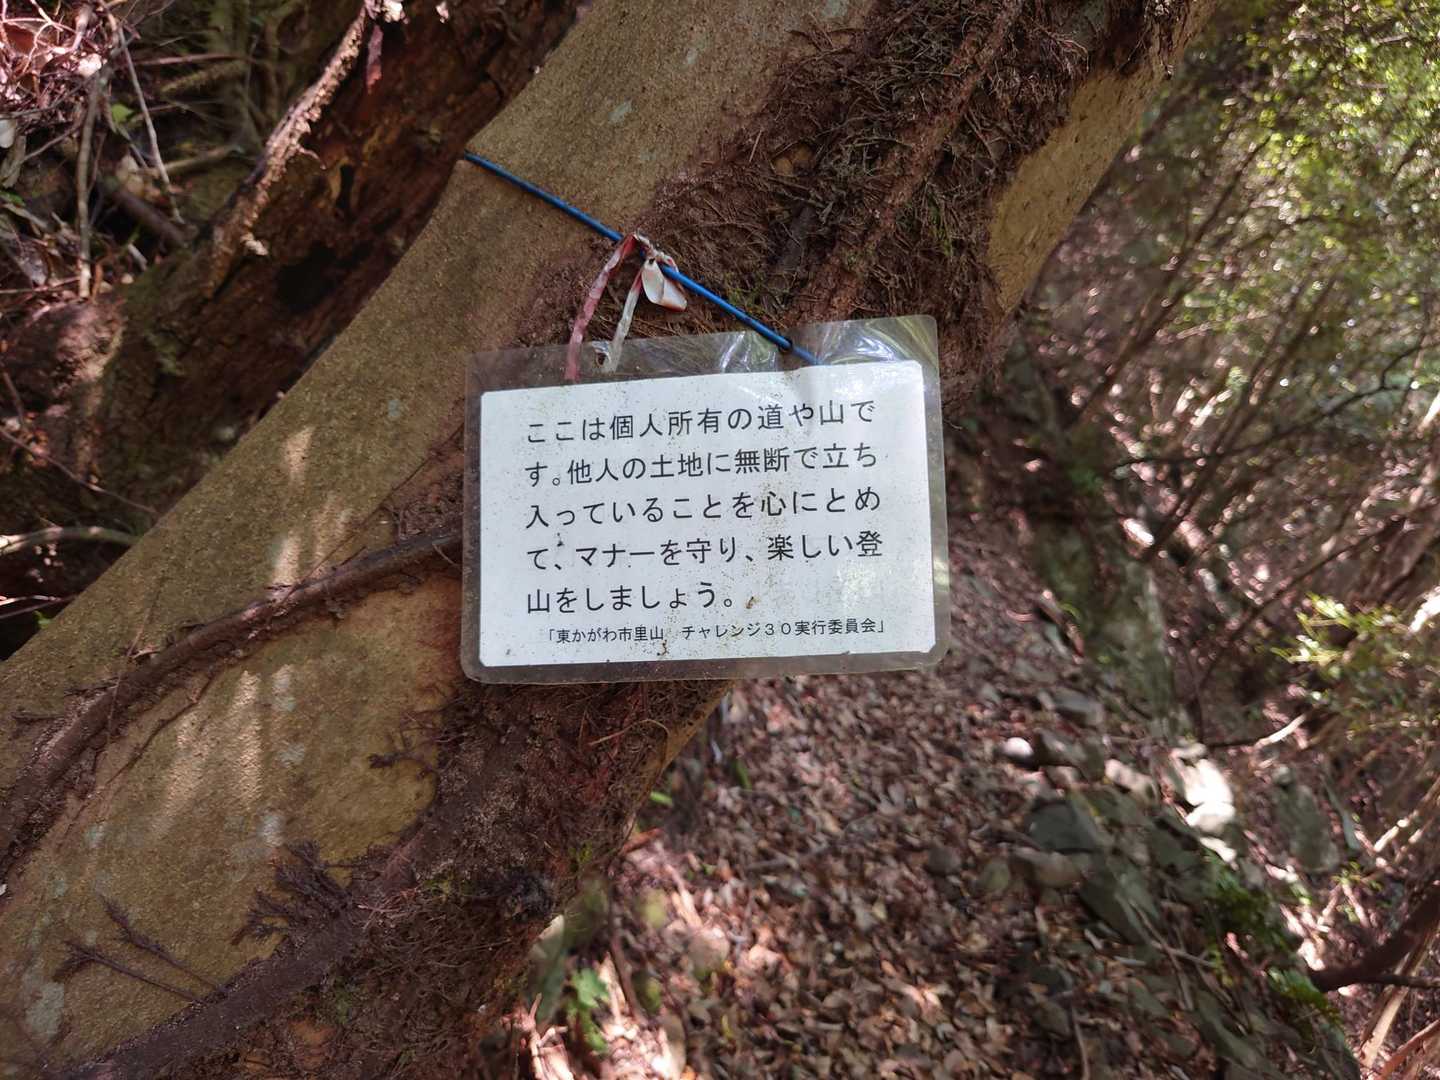 ここは個人所有の道や山で
す。他人の土地に無断で立ち
入っていることを心にとめ
て、マナーを守り、楽しい登
山をしましょう。
「東かがわ市里山　チャレンジ３０実行委員会」